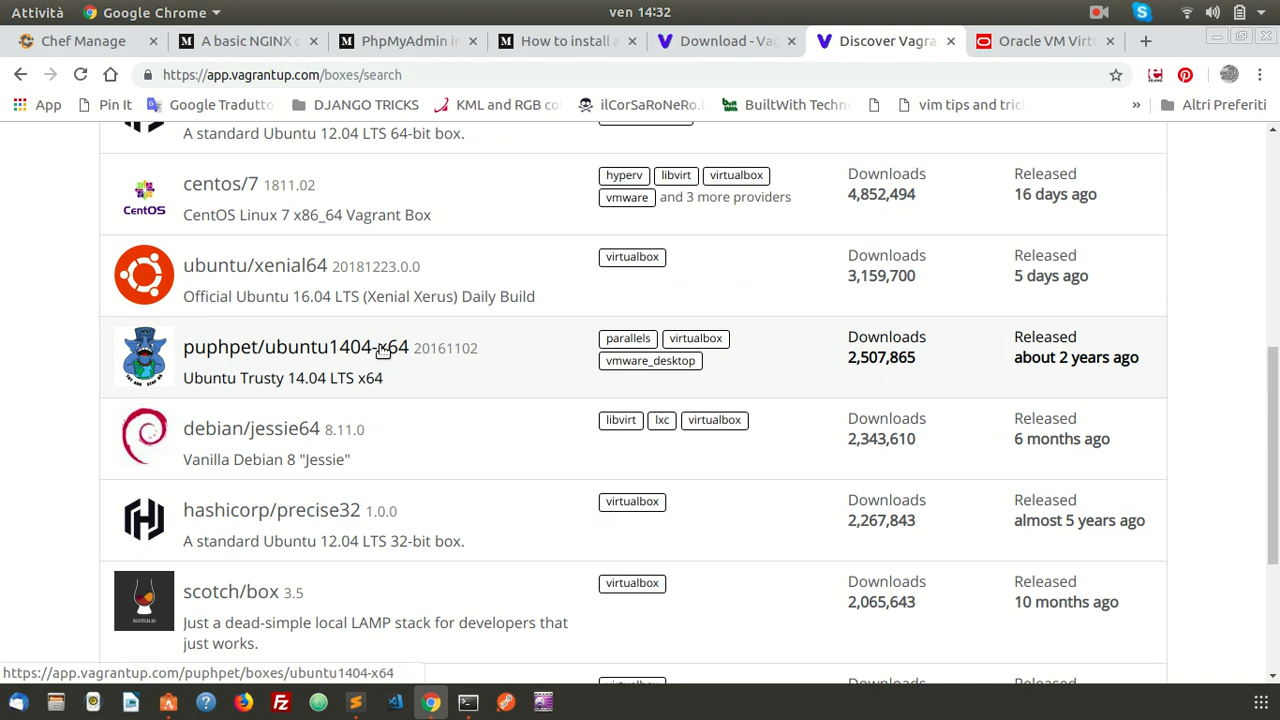 Attività
Google Chrome
ven 14:32
Chef Manage
A basic NGINX c
PhpMyAdmin in
How to install a
Download - Vag
Discover Vagra
Oracle VM Virtu
https://app.vagrantup.com/boxes/search
App
Pin It
Google Tradutto
DJANGO TRICKS
KML and RGB co
ilCorSaRoNeRo.i
BuiltWith Techn
vim tips and tric
»
Altri Preferiti
A standard Ubuntu 12.04 LTS 64-bit box.
centos/7 1811.02
CentOS Linux 7 x86_64 Vagrant Box
hyperv libvirt virtualbox
vmware and 3 more providers
Downloads
4,852,494
Released
16 days ago
ubuntu/xenial64 20181223.0.0
Official Ubuntu 16.04 LTS (Xenial Xerus) Daily Build
virtualbox
Downloads
3,159,700
Released
5 days ago
puphpet/ubuntu1404-x64 20161102
Ubuntu Trusty 14.04 LTS x64
parallels virtualbox
vmware_desktop
Downloads
2,507,865
Released
about 2 years ago
debian/jessie64 8.11.0
Vanilla Debian 8 "Jessie"
libvirt lxc virtualbox
Downloads
2,343,610
Released
6 months ago
hashicorp/precise32 1.0.0
A standard Ubuntu 12.04 LTS 32-bit box.
virtualbox
Downloads
2,267,843
Released
almost 5 years ago
scotch/box 3.5
Just a dead-simple local LAMP stack for developers that
just works.
virtualbox
Downloads
2,065,643
Released
10 months ago
https://app.vagrantup.com/puphpet/boxes/ubuntu1404-x64